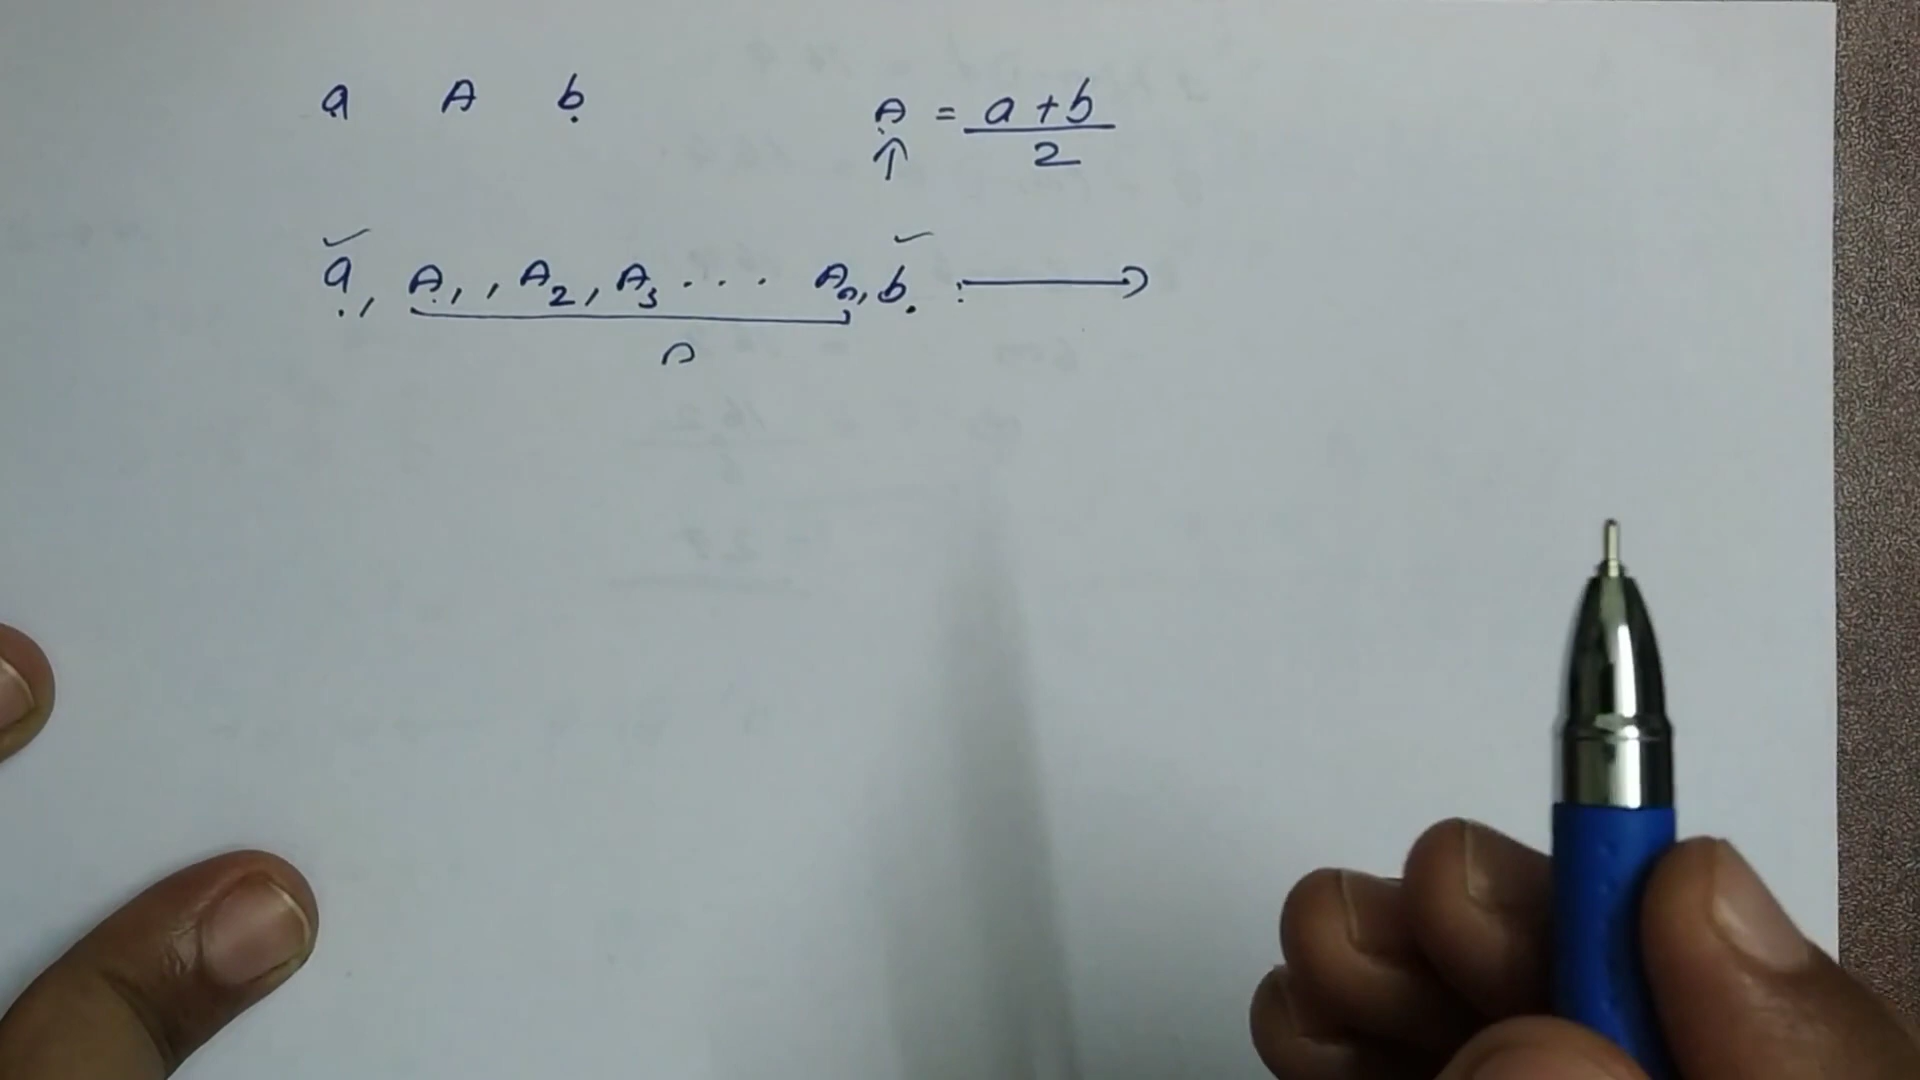 a A b A = a + b / 2
a, A₁, A₂, A₃ . . . Aₙ, b. : →
n